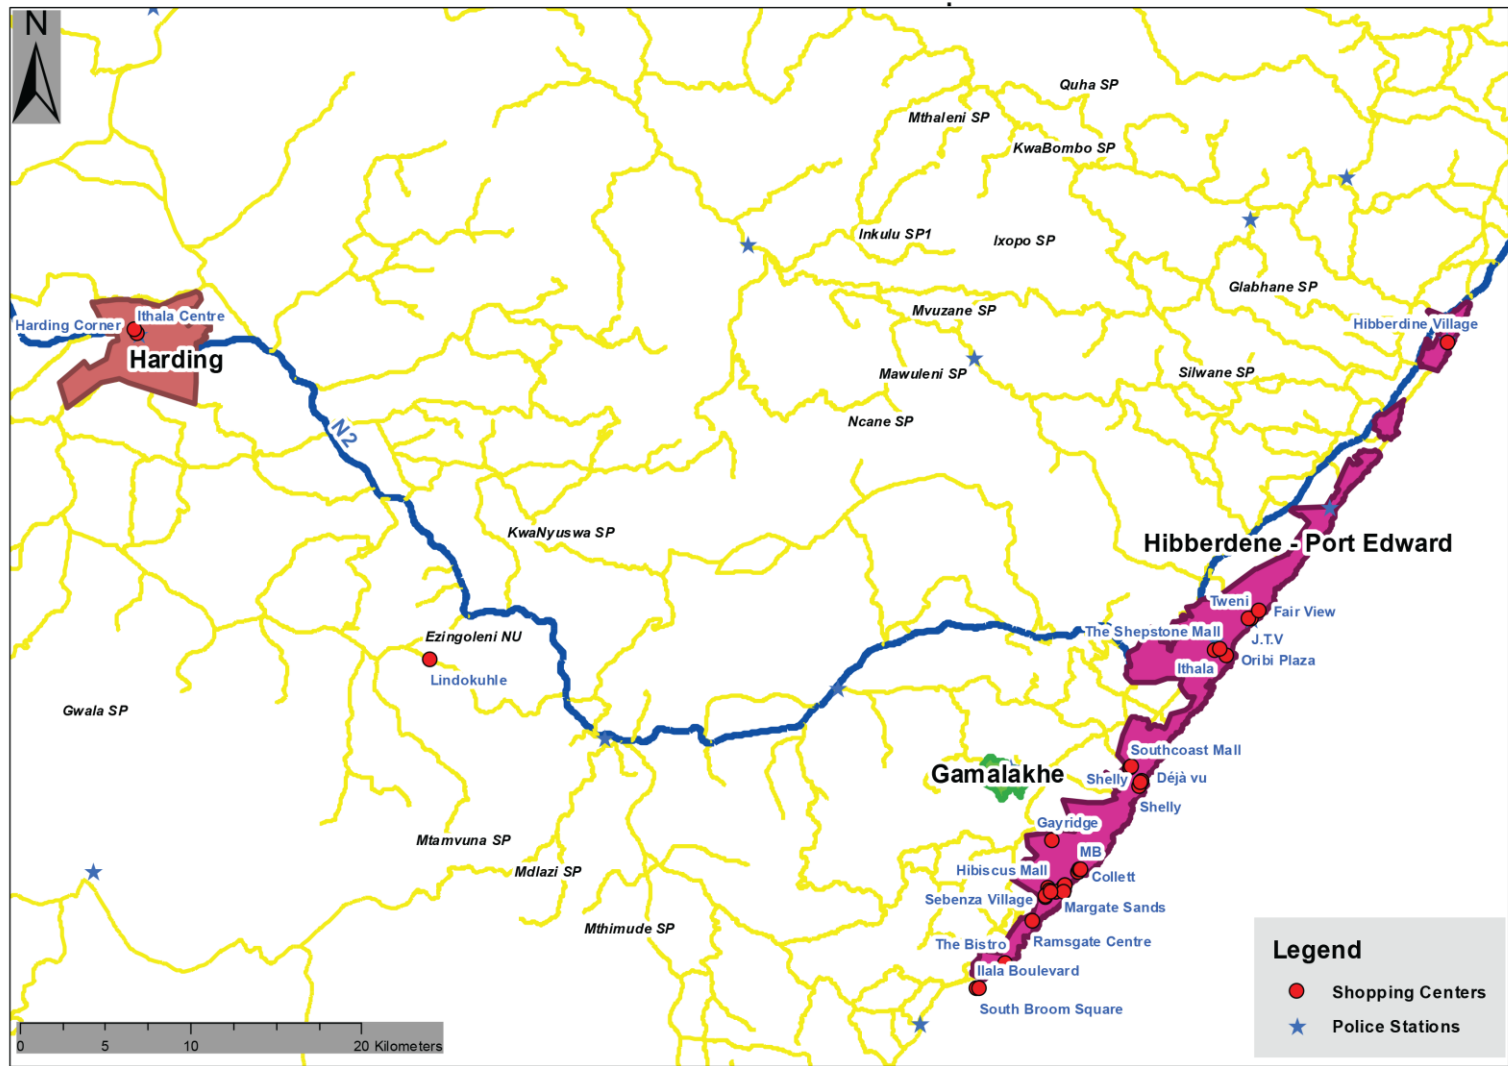 N
Quha SP
Mthaleni SP
KwaBombo SP
Inkulu SP1
Ixopo SP
Glabhane SP
Mvuzane SP
Harding Corner
Ithala Centre
Hibberdine Village
Harding
Mawuleni SP
Silwane SP
Ncane SP
N2
KwaNyuswa SP
Hibberdene - Port Edward
Tweni
Fair View
The Shepstone Mall
J.T.V
Ezingoleni NU
Ithala
Oribi Plaza
Lindokuhle
Gwala SP
Southcoast Mall
Gamalakhe
Shelly
Déjà vu
Shelly
Gayridge
Mtamvuna SP
MB
Mdlazi SP
Hibiscus Mall
Collett
Sebenza Village
Margate Sands
Mthimude SP
The Bistro
Ramsgate Centre
Ilala Boulevard
South Broom Square
Legend
Shopping Centers
Police Stations
0 5 10 20 Kilometers